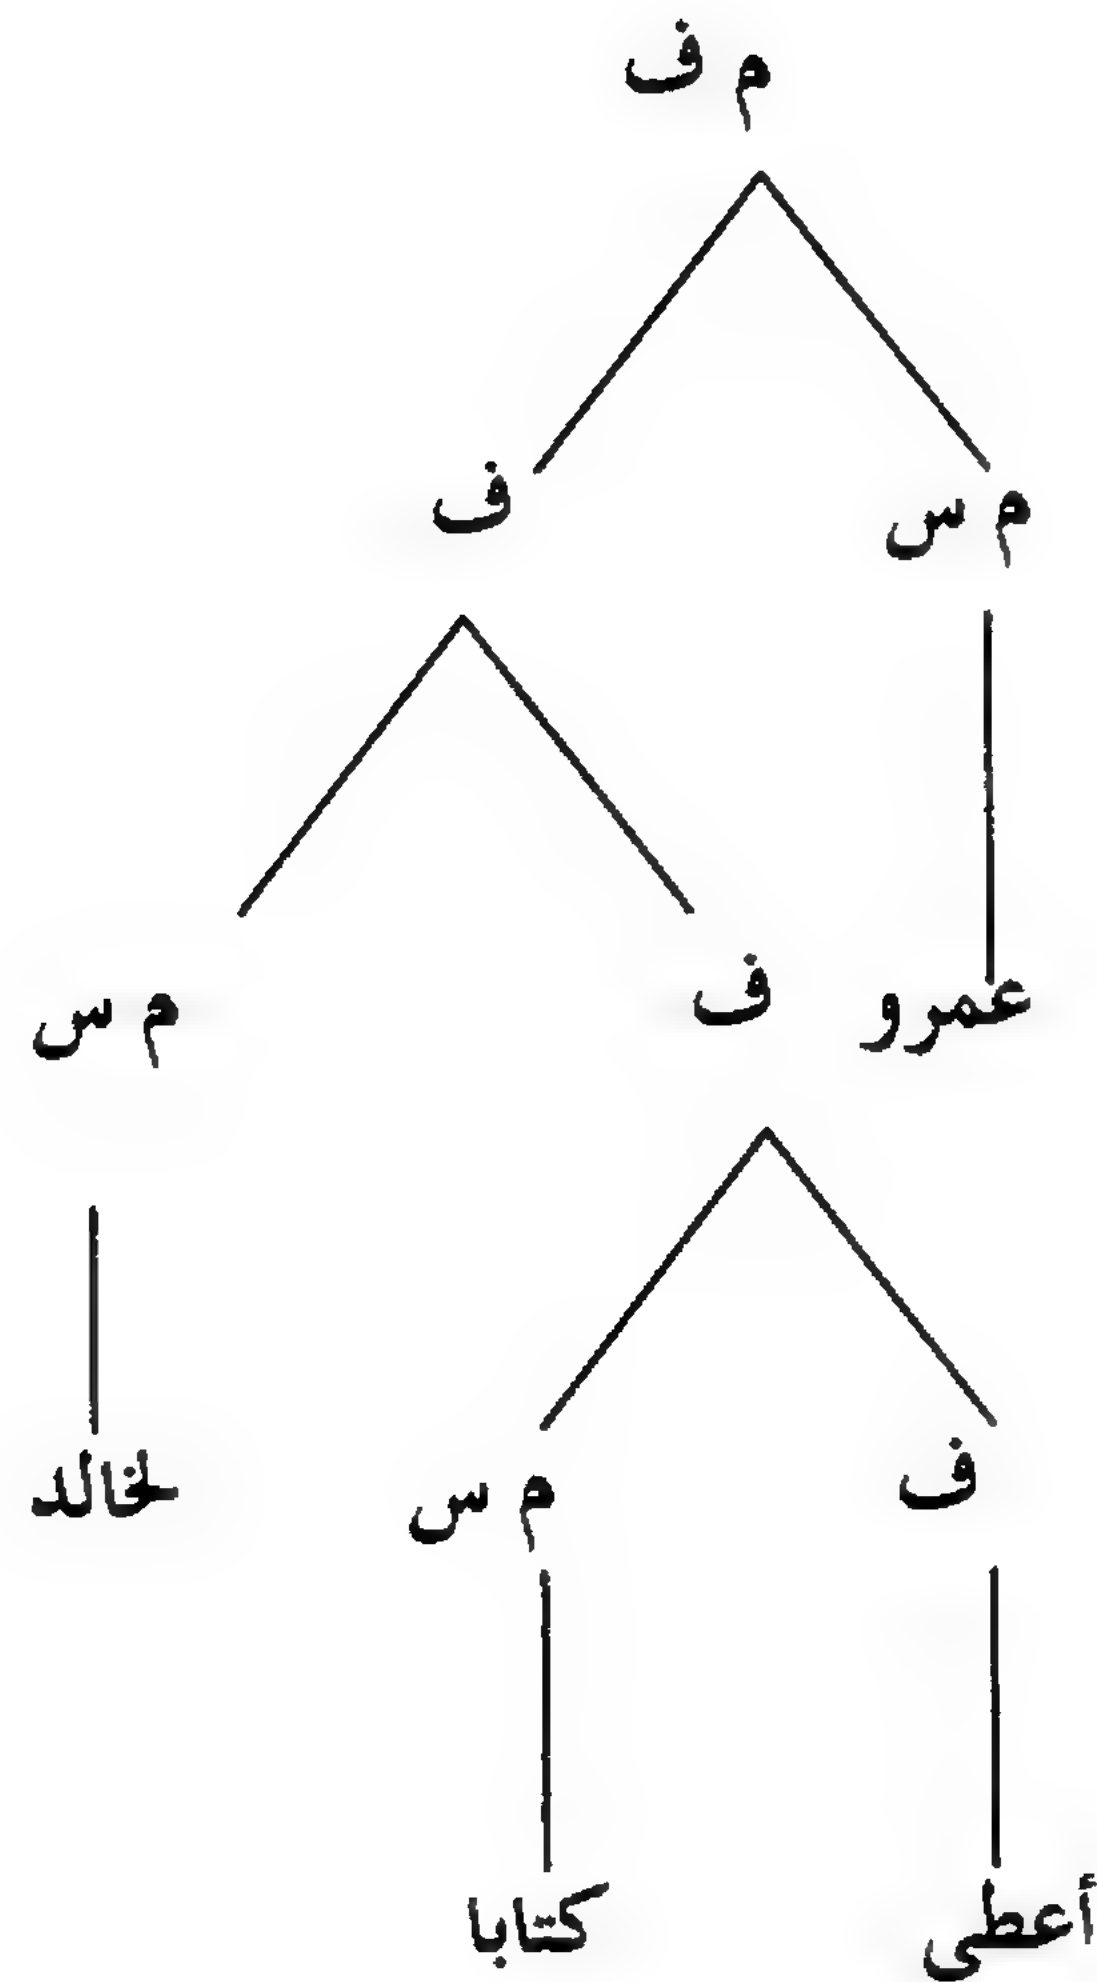 م ف
م س ف
عمرو ف م س
ف م س لخالد
أعطى كتابا